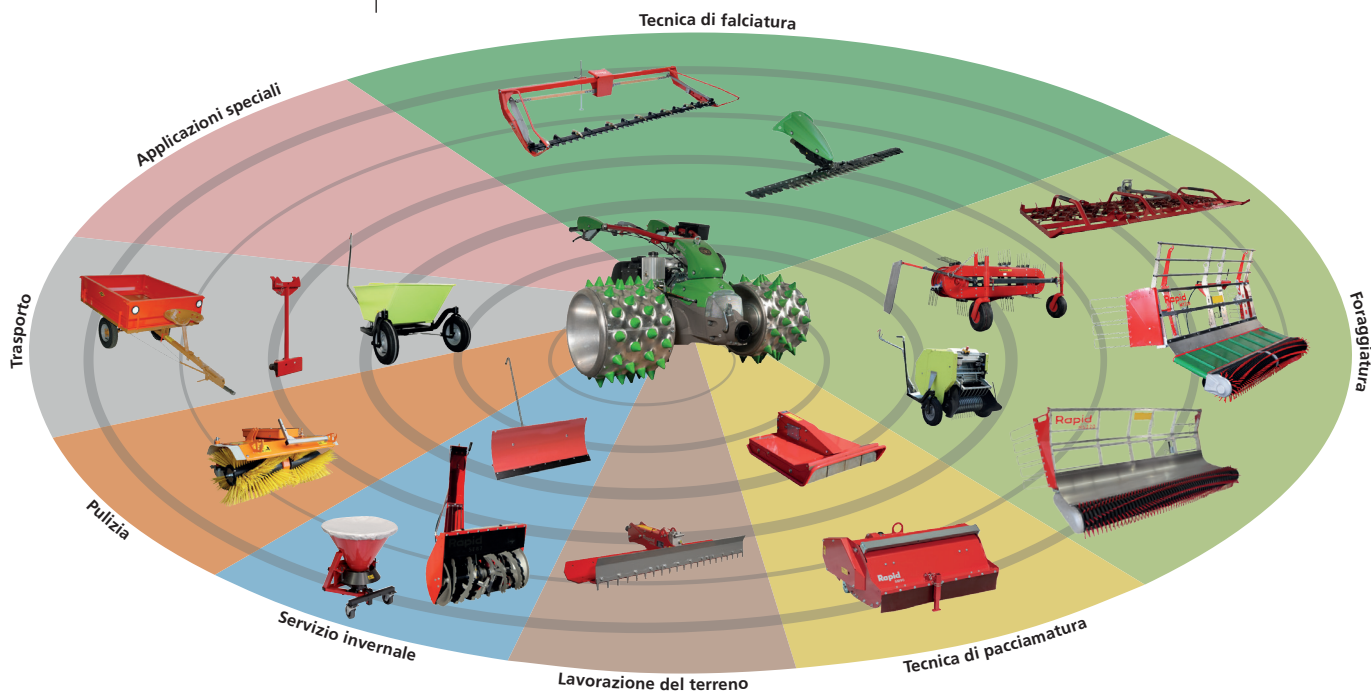 Tecnica di falciatura
Applicazioni speciali
Trasporto
Foraggiatura
Rapid
Rapid
Pulizia
Rapid
Servizio invernale
Lavorazione del terreno
Tecnica di pacciamatura